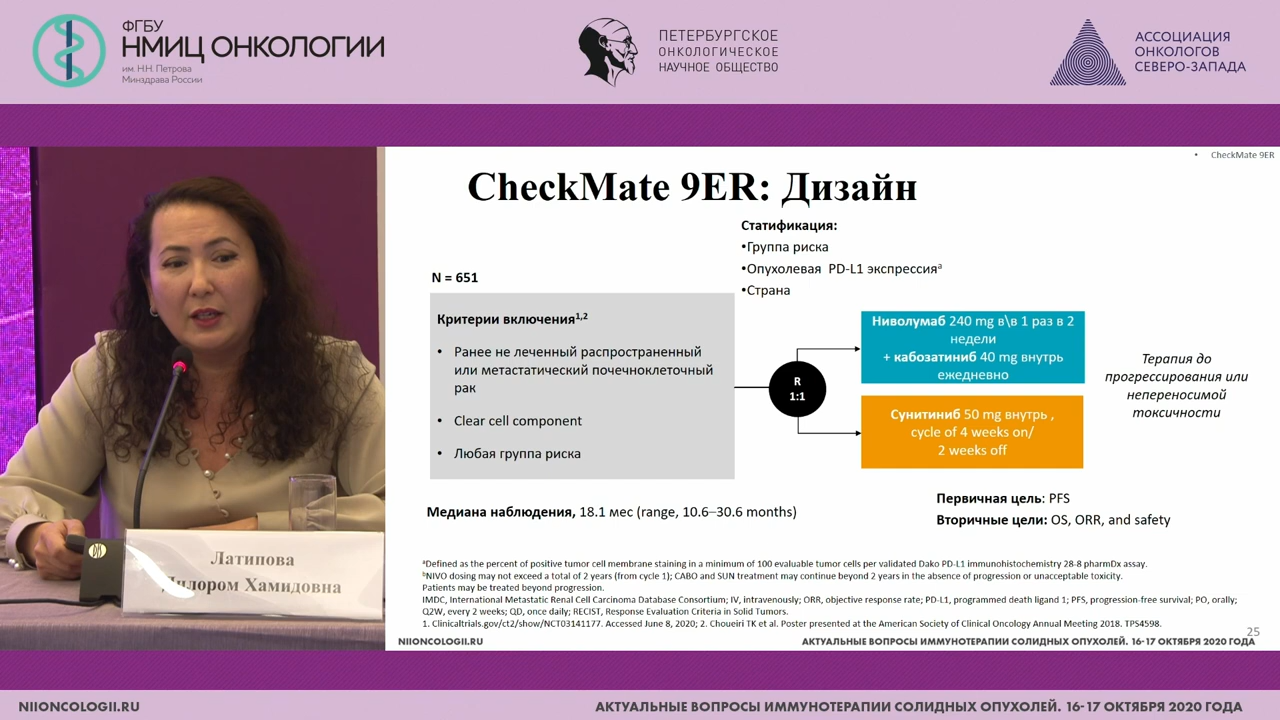 ФГБУ
НМИЦ ОНКОЛОГИИ
им. Н.Н. Петрова
Минздрава России
ПЕТЕРБУРГСКОЕ
ОНКОЛОГИЧЕСКОЕ
НАУЧНОЕ ОБЩЕСТВО
АССОЦИАЦИЯ
ОНКОЛОГОВ
СЕВЕРО-ЗАПАДА
• CheckMate 9ER
CheckMate 9ER: Дизайн
Статификация:
•Группа риска
•Опухолевая PD-L1 экспрессияª
•Страна
N = 651
Критерии включения1,2
• Ранее не леченный распространенный
или метастатический почечноклеточный
рак
• Clear cell component
• Любая группа риска
R
1:1
Ниволумаб 240 mg в\в 1 раз в 2
недели
+ кабозатиниб 40 mg внутрь
ежедневно
Сунитиниб 50 mg внутрь ,
cycle of 4 weeks on/
2 weeks off
Терапия до
прогрессирования или
непереносимой
токсичности
Медиана наблюдения, 18.1 мес (range, 10.6–30.6 months)
Первичная цель: PFS
Вторичные цели: OS, ORR, and safety
ªDefined as the percent of positive tumor cell membrane staining in a minimum of 100 evaluable tumor cells per validated Dako PD-L1 immunohistochemistry 28-8 pharmDx assay.
ᵇNIVO dosing may not exceed a total of 2 years (from cycle 1); CABO and SUN treatment may continue beyond 2 years in the absence of progression or unacceptable toxicity.
Patients may be treated beyond progression.
IMDC, International Metastatic Renal Cell Carcinoma Database Consortium; IV, intravenously; ORR, objective response rate; PD-L1, programmed death ligand 1; PFS, progression-free survival; PO, orally;
Q2W, every 2 weeks; QD, once daily; RECIST, Response Evaluation Criteria in Solid Tumors.
1. Clinicaltrials.gov/ct2/show/NCT03141177. Accessed June 8, 2020; 2. Choueiri TK et al. Poster presented at the American Society of Clinical Oncology Annual Meeting 2018. TPS4598.
25
NIIONCOLOGII.RU
АКТУАЛЬНЫЕ ВОПРОСЫ ИММУНОТЕРАПИИ СОЛИДНЫХ ОПУХОЛЕЙ. 16-17 ОКТЯБРЯ 2020 ГОДА
Латипова
Дилором Хамидовна
NIIONCOLOGII.RU
АКТУАЛЬНЫЕ ВОПРОСЫ ИММУНОТЕРАПИИ СОЛИДНЫХ ОПУХОЛЕЙ. 16-17 ОКТЯБРЯ 2020 ГОДА